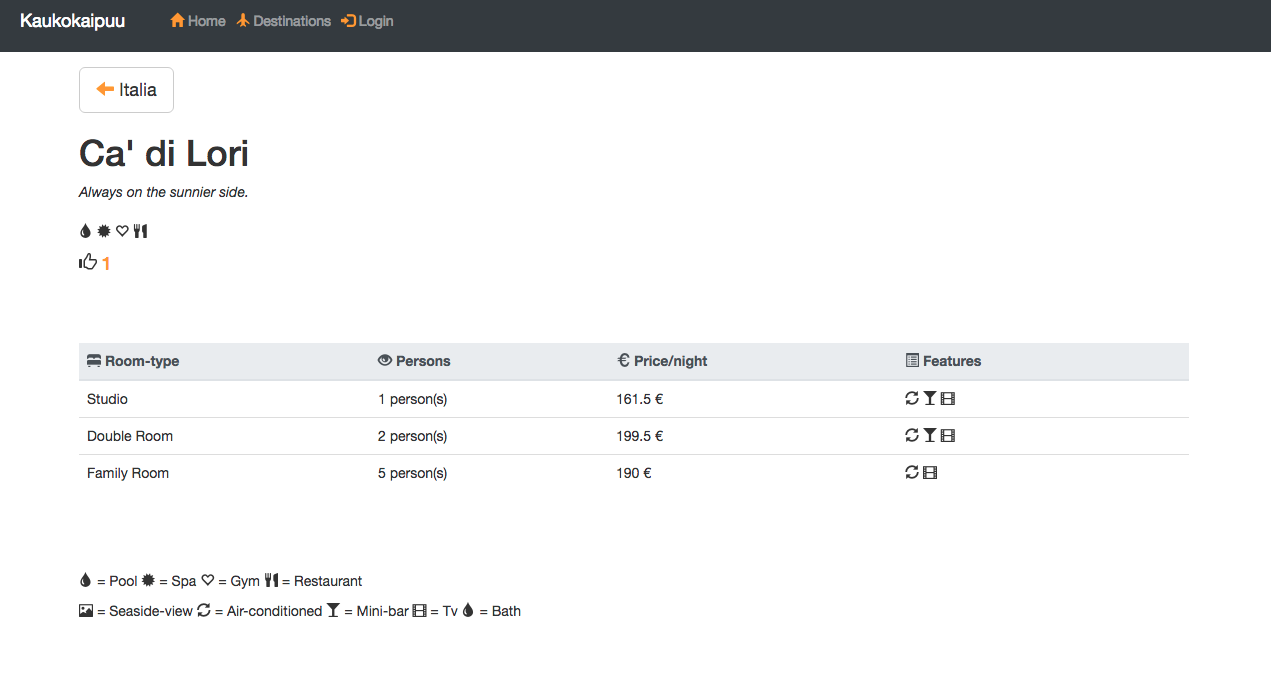 Kaukokaipuu Home Destinations Login
Italia
Ca' di Lori
Always on the sunnier side.
1
Room-type Persons € Price/night Features
Studio 1 person(s) 161.5 €
Double Room 2 person(s) 199.5 €
Family Room 5 person(s) 190 €
= Pool = Spa = Gym = Restaurant
= Seaside-view = Air-conditioned = Mini-bar = Tv = Bath